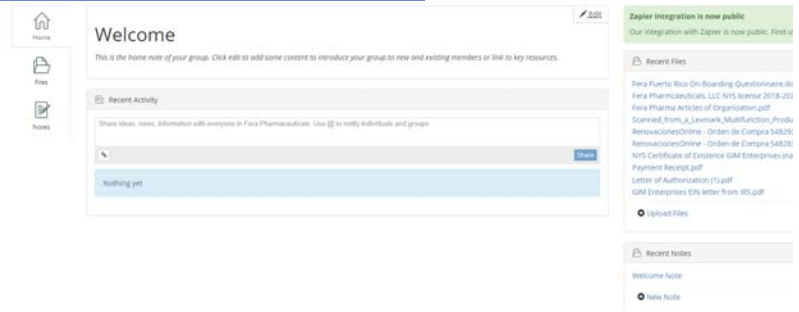 Home
Files
Notes
Edit
Welcome
This is the home note of your group. Click edit to add some content to introduce your group to new and existing members or link to key resources.
Recent Activity
Share ideas, news, information with everyone in Fera Pharmaceuticals. Use @ to notify individuals and groups
Share
Nothing yet
Zapier integration is now public
Our integration with Zapier is now public. Find us
Recent Files
Fera Puerto Rico On-Boarding Questionnaire.do
Fera Pharmcaeuticals, LLC NYS license 2018-202
Fera Pharma Articles of Organization.pdf
Scanned_from_a_Lexmark_Multifunction_Produ
RenovacionesOnline - Orden de Compra
RenovacionesOnline - Orden de Compra
NYS Certificate of Existence GIM Enterprises (na
Payment Receipt.pdf
Letter of Authorization (1).pdf
GIM Enterprises EIN letter from IRS.pdf
Upload Files
Recent Notes
Welcome Note
New Note